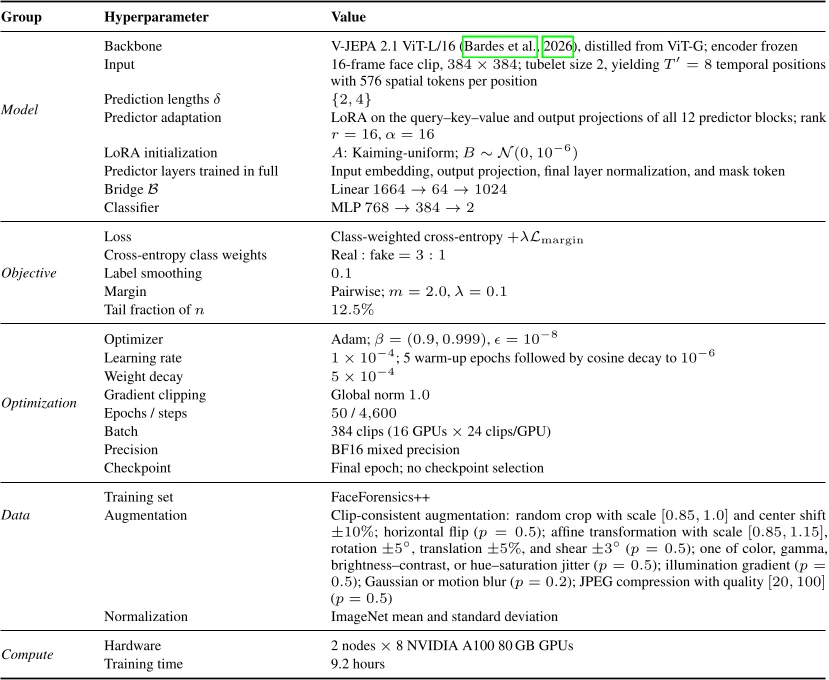 Group Hyperparameter Value
Backbone V-JEPA 2.1 ViT-L/16 (Bardes et al., 2026), distilled from ViT-G; encoder frozen
Input 16-frame face clip, 384 × 384; tubelet size 2, yielding T′ = 8 temporal positions
with 576 spatial tokens per position
Prediction lengths δ {2, 4}
Model Predictor adaptation LoRA on the query–key–value and output projections of all 12 predictor blocks; rank
r = 16, α = 16
LoRA initialization A: Kaiming-uniform; B ∼ 𝒩(0, 10⁻⁶)
Predictor layers trained in full Input embedding, output projection, final layer normalization, and mask token
Bridge ℬ Linear 1664 → 64 → 1024
Classifier MLP 768 → 384 → 2
Loss Class-weighted cross-entropy +λℒmargin
Cross-entropy class weights Real : fake = 3 : 1
Objective Label smoothing 0.1
Margin Pairwise; m = 2.0, λ = 0.1
Tail fraction of n 12.5%
Optimizer Adam; β = (0.9, 0.999), ϵ = 10⁻⁸
Learning rate 1 × 10⁻⁴; 5 warm-up epochs followed by cosine decay to 10⁻⁶
Weight decay 5 × 10⁻⁴
Optimization Gradient clipping Global norm 1.0
Epochs / steps 50 / 4,600
Batch 384 clips (16 GPUs × 24 clips/GPU)
Precision BF16 mixed precision
Checkpoint Final epoch; no checkpoint selection
Training set FaceForensics++
Data Augmentation Clip-consistent augmentation: random crop with scale [0.85, 1.0] and center shift
±10%; horizontal flip (p = 0.5); affine transformation with scale [0.85, 1.15],
rotation ±5°, translation ±5%, and shear ±3° (p = 0.5); one of color, gamma,
brightness–contrast, or hue–saturation jitter (p = 0.5); illumination gradient (p =
0.5); Gaussian or motion blur (p = 0.2); JPEG compression with quality [20, 100]
(p = 0.5)
Normalization ImageNet mean and standard deviation
Compute Hardware 2 nodes × 8 NVIDIA A100 80 GB GPUs
Training time 9.2 hours